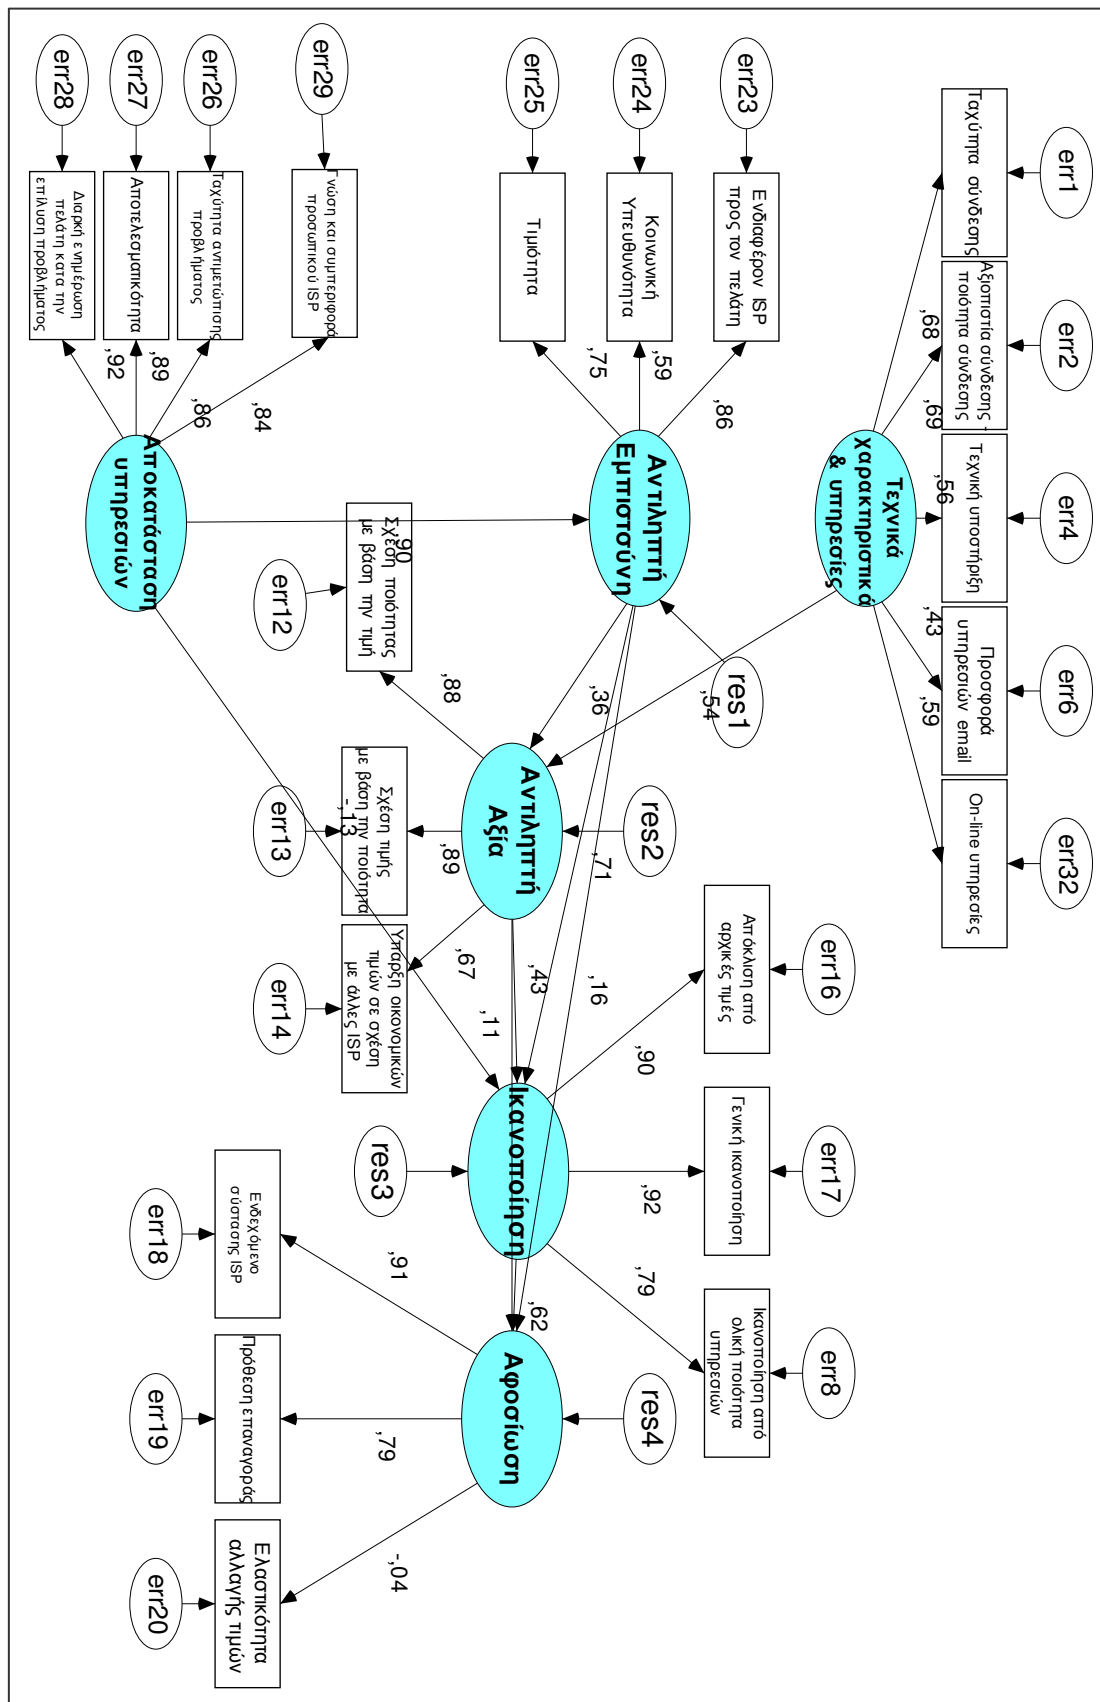 err1
err2
err4
err6
err32
Ταχύτητα σύνδεσης
Αξιοπιστία σύνδεσης -
ποιότητα σύνδεσης
Τεχνική υποστήριξη
Προσφορά
υπηρεσιών email
On-line υπηρεσίες
,68
,69
,56
,43
,59
Τεχνικά
χαρακτηριστικά
& υπηρεσίες
err16
err17
err8
Απόκλιση από
αρχικές τιμές
Γενική ικανοποίηση
Ικανοποίηση από
ολική ποιότητα
υπηρεσιών
,90
,92
,79
err23
err24
err25
Ενδιαφέρον ISP
προς τον πελάτη
Κοινωνική
Υπευθυνότητα
Τιμιότητα
,86
,59
,75
Αντιληπτή
Εμπιστοσύνη
res1
,54
res2
res4
,36
,71
,16
,43
,11
,62
Αντιληπτή
Αξία
Ικανοποίηση
Αφοσίωση
,88
,89
,67
Σχέση ποιότητας
με βάση την τιμή
Σχέση τιμής
με βάση την ποιότητα
Υπαρξη οικονομικών
τιμών σε σχέση
με άλλες ISP
,90
-,13
err12
err13
err14
res3
err29
err26
err27
err28
Γνώση και συμπεριφορά
προσωπικού ISP
Ταχύτητα αντιμετώπισης
προβλήματος
Αποτελεσματικότητα
Διαρκή ενημέρωση
πελάτη κατα την
επίλυση προβλήματος
,84
,86
,89
,92
Αποκατάσταση
υπηρεσιών
,91
,79
-,04
Ενδεχόμενο
σύστασης ISP
Πρόθεση επαναγοράς
Ελαστικότητα
αλλαγής τιμών
err18
err19
err20